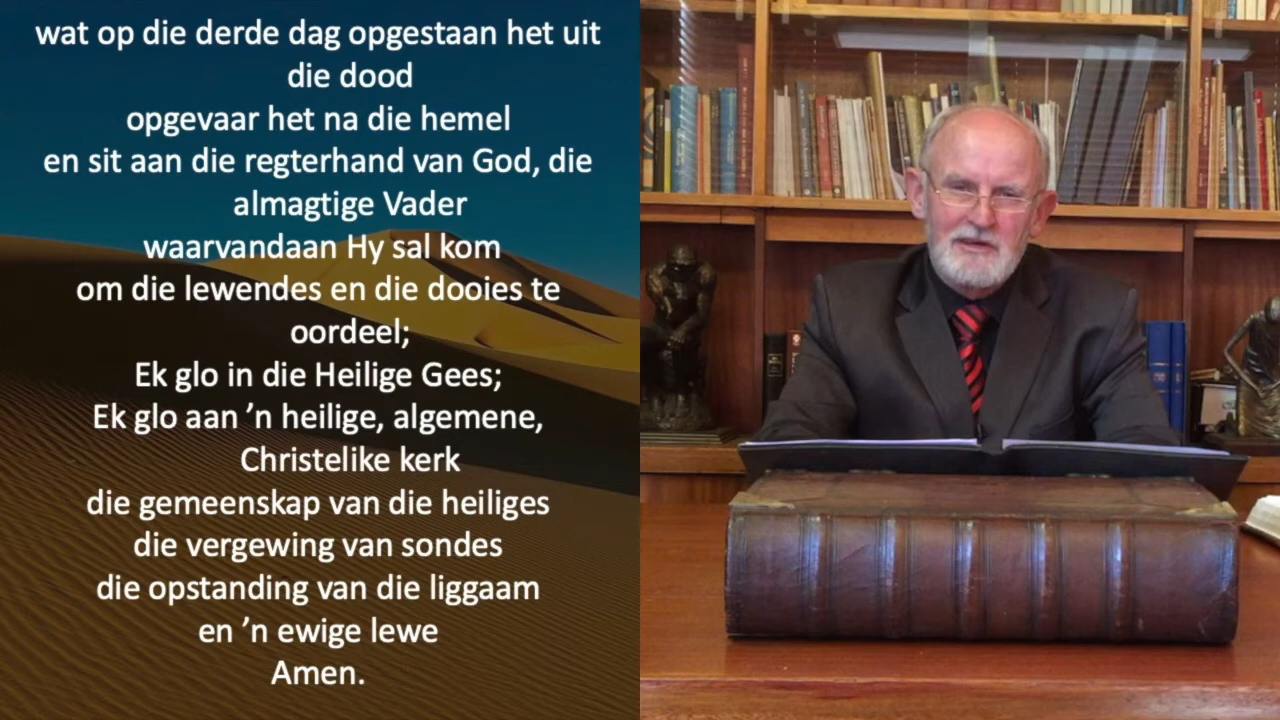 wat op die derde dag opgestaan het uit
die dood
opgevaar het na die hemel
en sit aan die regterhand van God, die
almagtige Vader
waarvandaan Hy sal kom
om die lewendes en die dooies te
oordeel;
Ek glo in die Heilige Gees;
Ek glo aan ’n heilige, algemene,
Christelike kerk
die gemeenskap van die heiliges
die vergewing van sondes
die opstanding van die liggaam
en ’n ewige lewe
Amen.